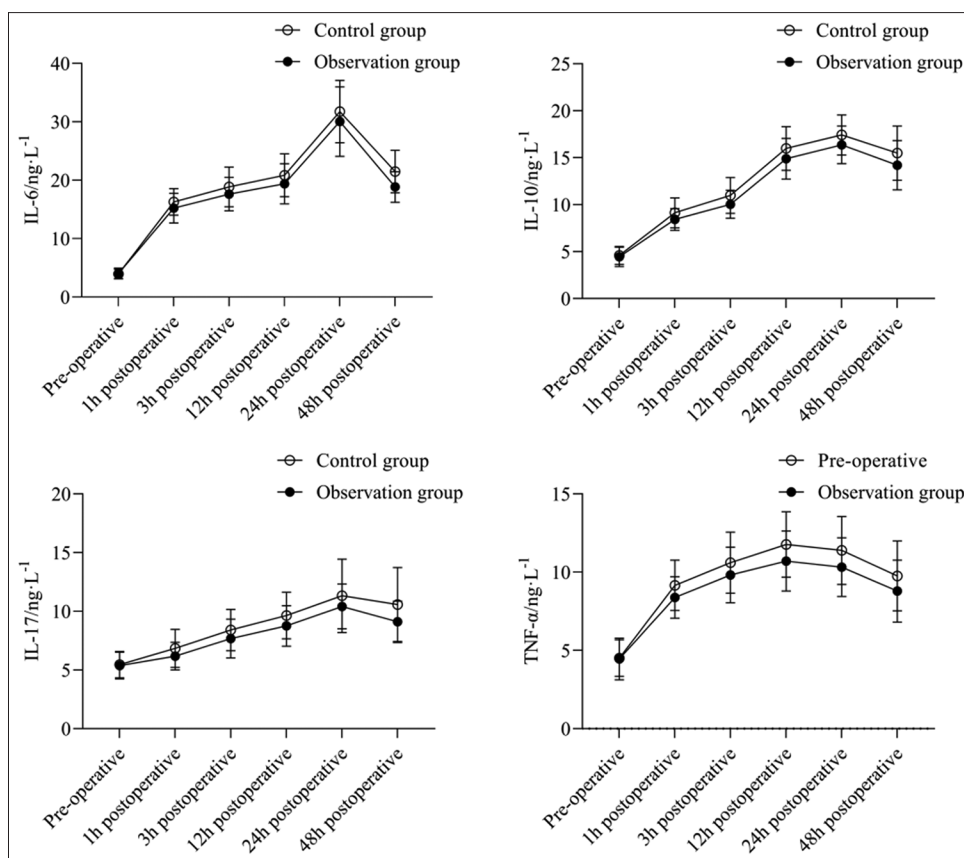 Control group
Observation group
40
30
20
10
0
IL-6/ng·L⁻¹
Pre-operative
1h postoperative
3h postoperative
12h postoperative
24h postoperative
48h postoperative
Control group
Observation group
25
20
15
10
5
0
IL-10/ng·L⁻¹
Pre-operative
1h postoperative
3h postoperative
12h postoperative
24h postoperative
48h postoperative
Control group
Observation group
20
15
10
5
0
IL-17/ng·L⁻¹
Pre-operative
1h postoperative
3h postoperative
12h postoperative
24h postoperative
48h postoperative
Pre-operative
Observation group
15
10
5
0
TNF-α/ng·L⁻¹
Pre-operative
1h postoperative
3h postoperative
12h postoperative
24h postoperative
48h postoperative